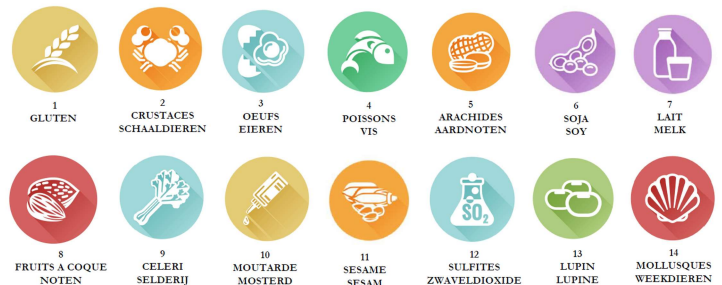 1
GLUTEN
2
CRUSTACES
SCHAALDIEREN
3
OEUFS
EIEREN
4
POISSONS
VIS
5
ARACHIDES
AARDNOTEN
6
SOJA
SOY
7
LAIT
MELK
8
FRUITS A COQUE
NOTEN
9
CELERI
SELDERIJ
10
MOUTARDE
MOSTERD
11
SESAME
SESAM
SO2
12
SULFITES
ZWAVELDIOXIDE
13
LUPIN
LUPINE
14
MOLLUSQUES
WEEKDIEREN